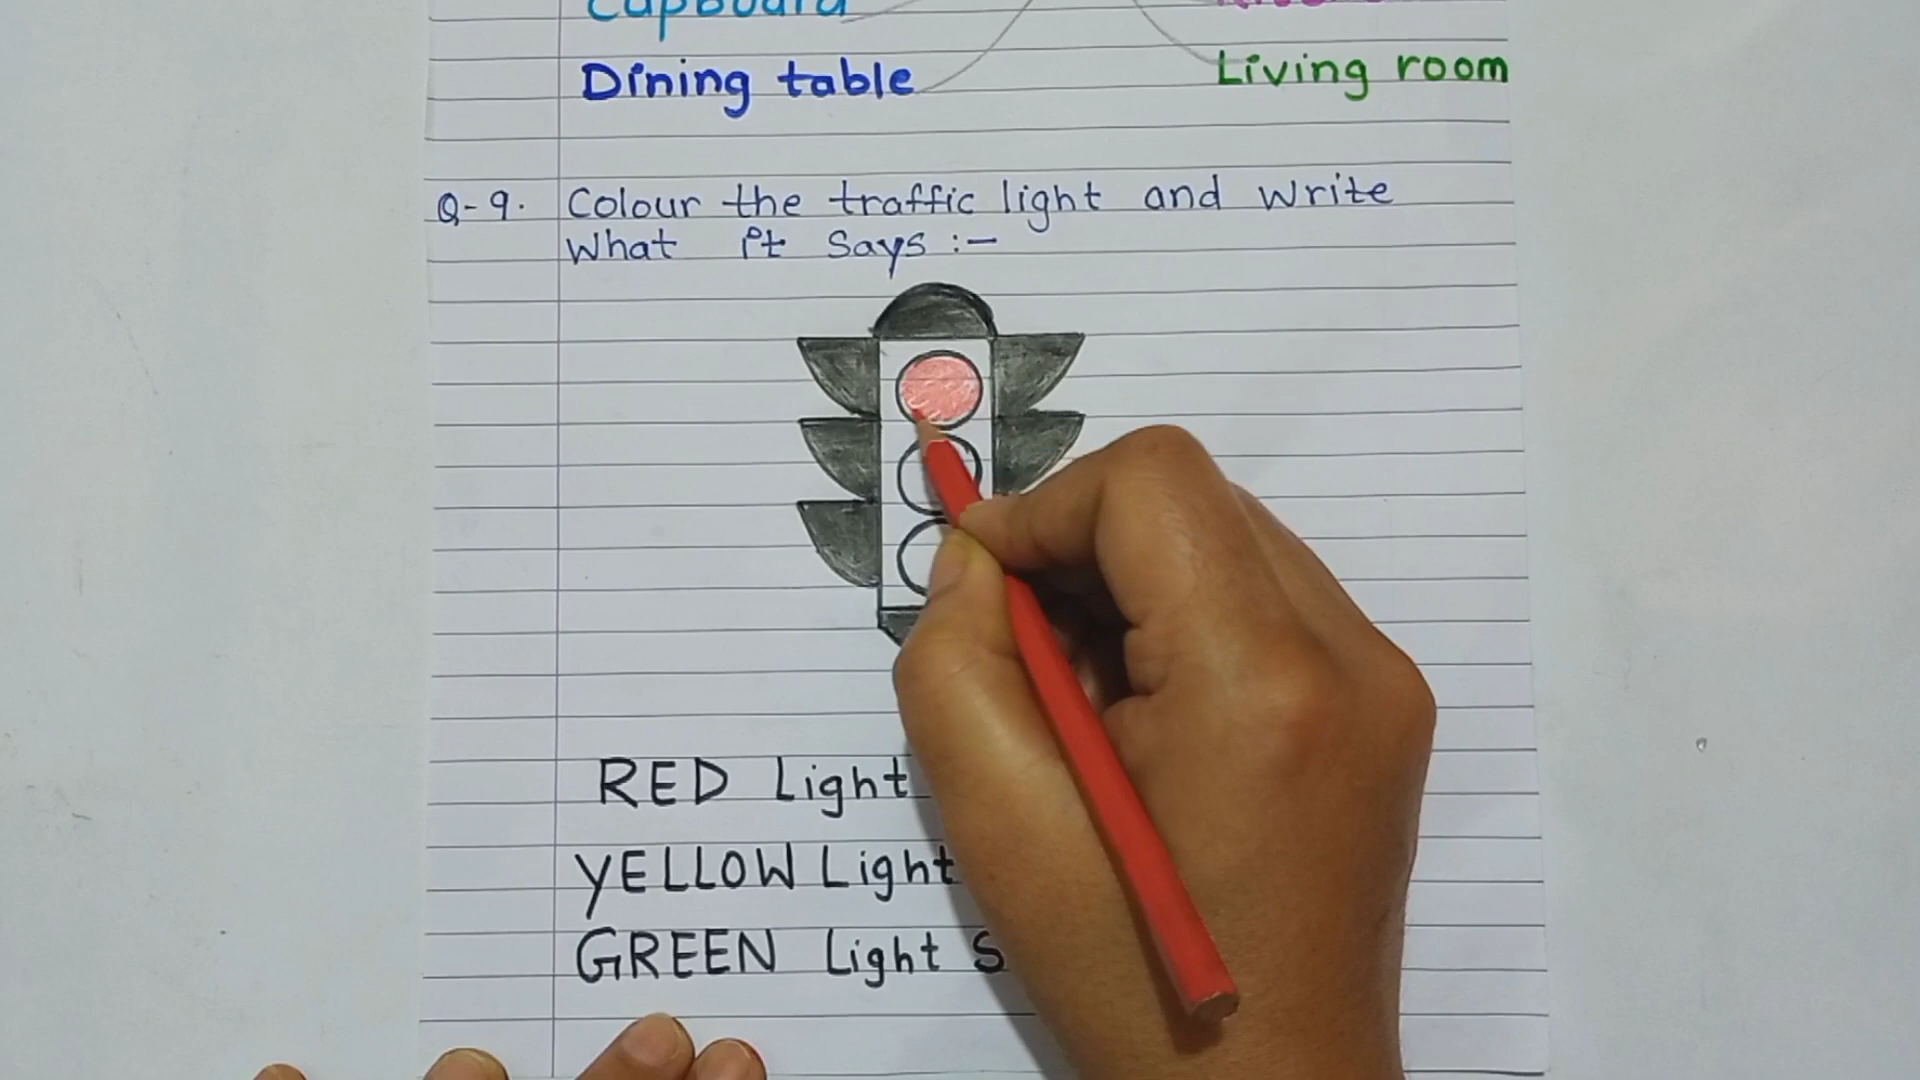 Cupboard
Dining table Living room
Q-9. Colour the traffic light and write
What it Says :-
RED Light
YELLOW Light
GREEN Light S